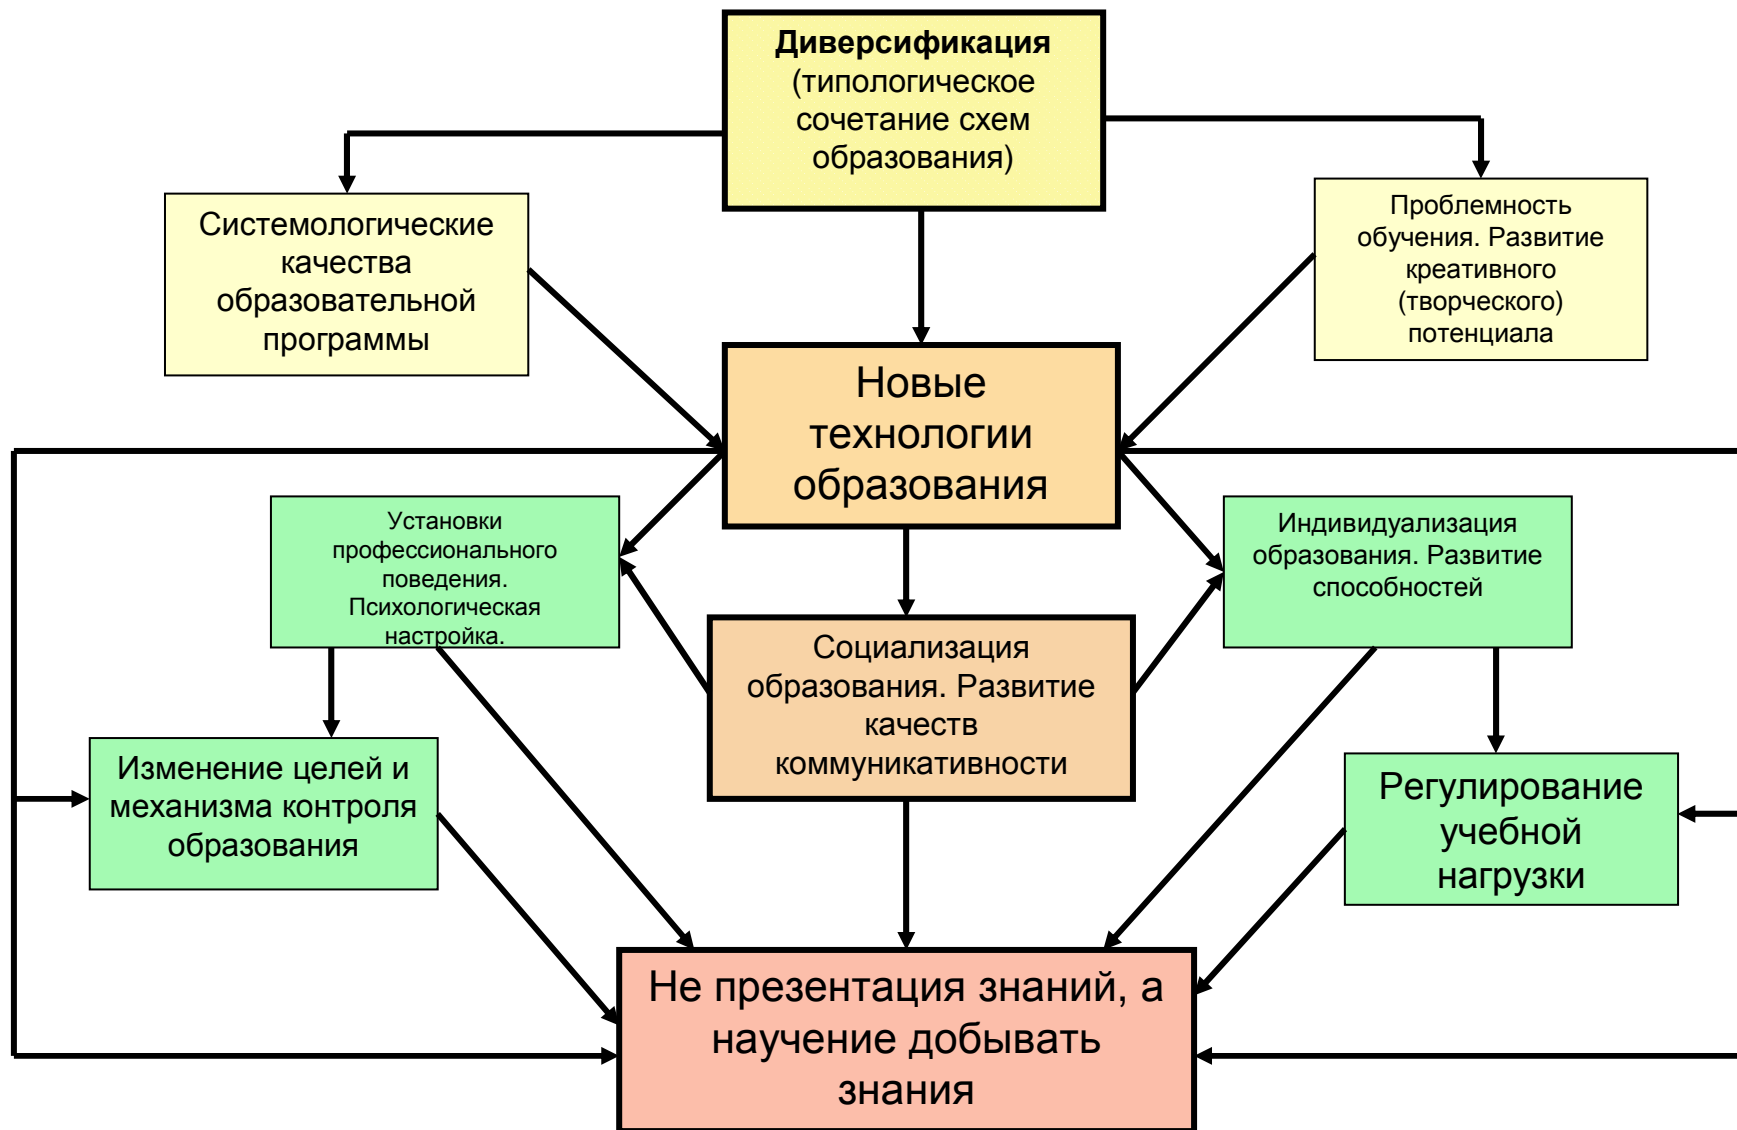 Диверсификация
(типологическое
сочетание схем
образования)
Системологические
качества
образовательной
программы
Проблемность
обучения. Развитие
креативного
(творческого)
потенциала
Новые
технологии
образования
Установки
профессионального
поведения.
Психологическая
настройка.
Индивидуализация
образования. Развитие
способностей
Социализация
образования. Развитие
качеств
коммуникативности
Изменение целей и
механизма контроля
образования
Регулирование
учебной
нагрузки
Не презентация знаний, а
научение добывать
знания